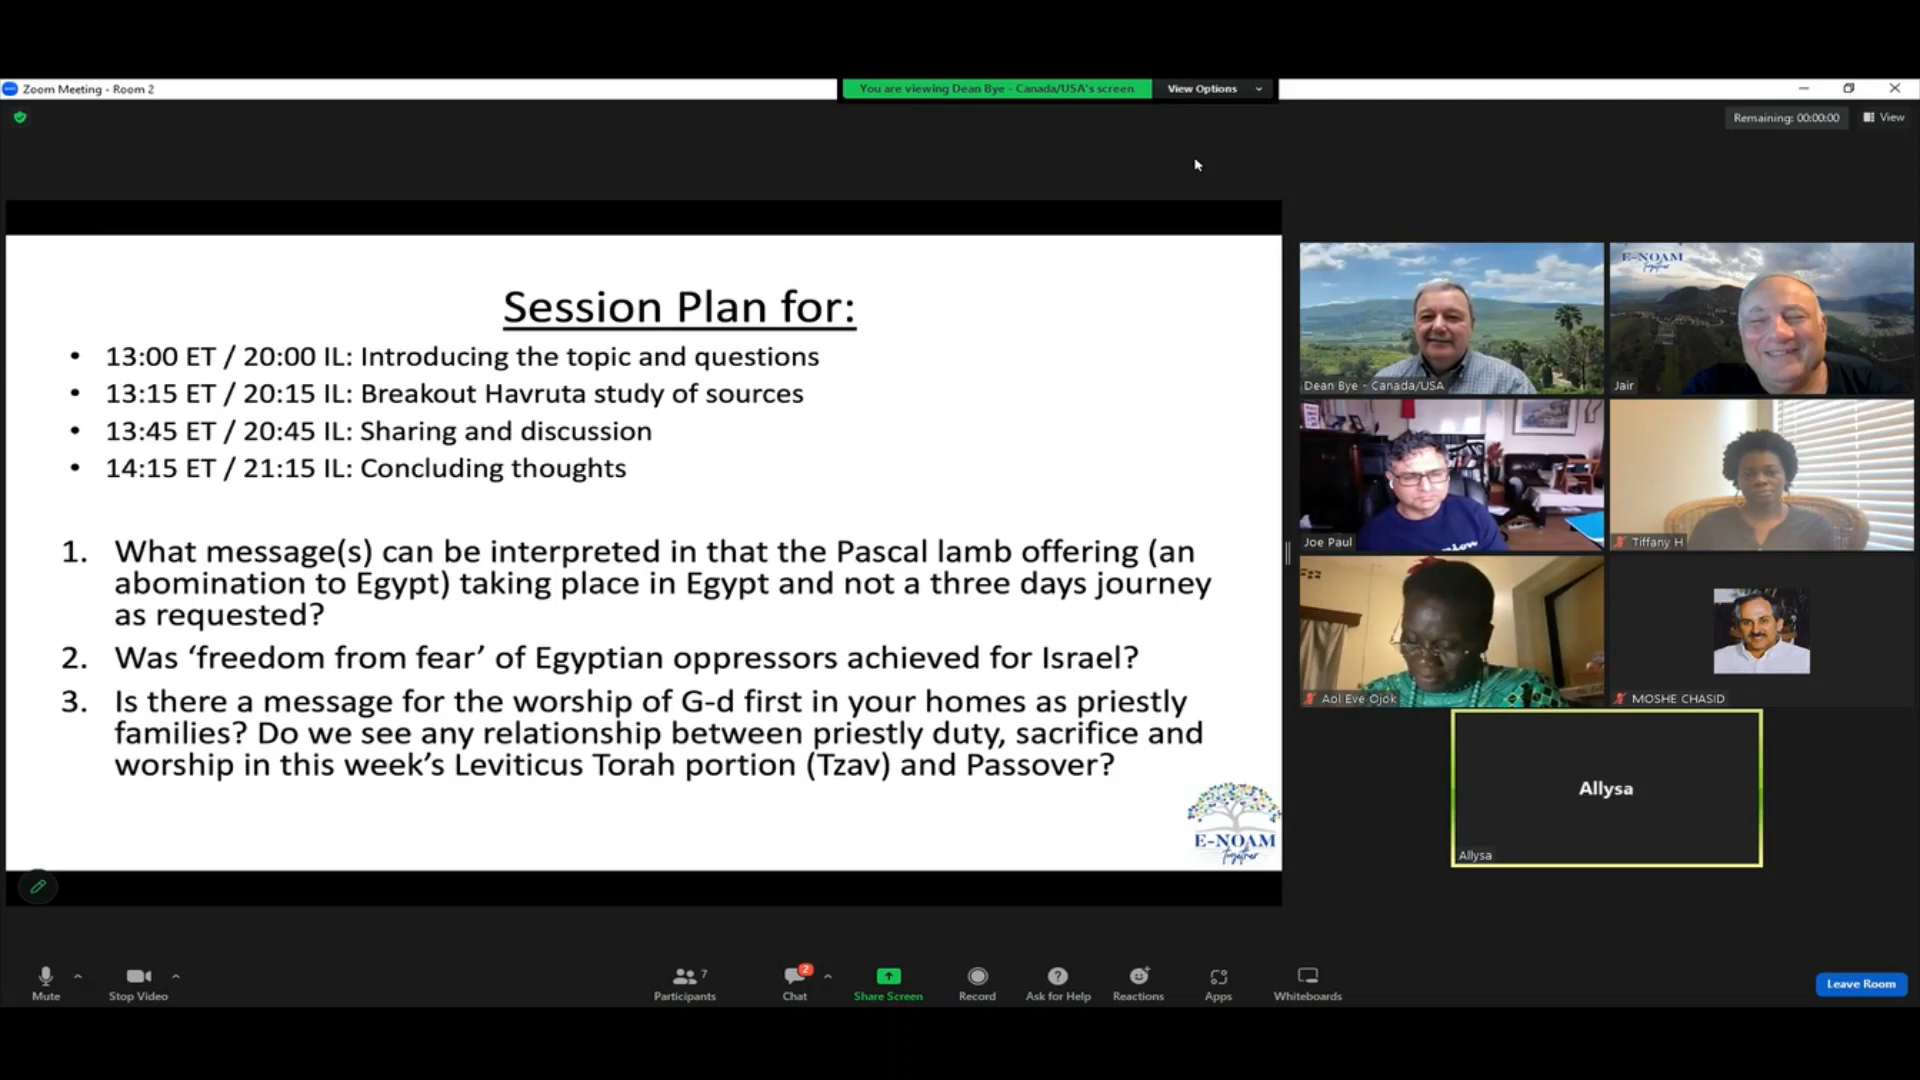 Zoom Meeting - Room 2
You are viewing Dean Bye - Canada/USA's screen
View Options
Remaining: 00:00:00
View
Session Plan for:
• 13:00 ET / 20:00 IL: Introducing the topic and questions
• 13:15 ET / 20:15 IL: Breakout Havruta study of sources
• 13:45 ET / 20:45 IL: Sharing and discussion
• 14:15 ET / 21:15 IL: Concluding thoughts
1. What message(s) can be interpreted in that the Pascal lamb offering (an
abomination to Egypt) taking place in Egypt and not a three days journey
as requested?
2. Was ‘freedom from fear’ of Egyptian oppressors achieved for Israel?
3. Is there a message for the worship of G-d first in your homes as priestly
families? Do we see any relationship between priestly duty, sacrifice and
worship in this week’s Leviticus Torah portion (Tzav) and Passover?
E-NOAM
Together
E-NOAM
Together
Dean Bye - Canada/USA
Jair
Joe Paul
Tiffany H
Aol Eve Ojok
MOSHE CHASID
Allysa
Allysa
Mute
Stop Video
Participants
7
Chat
2
Share Screen
Record
Ask for Help
Reactions
Apps
Whiteboards
Leave Room